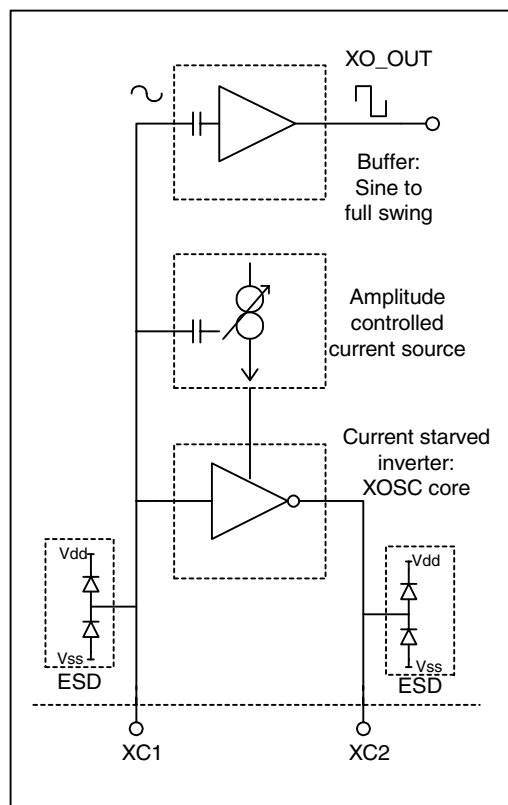 XO_OUT
Buffer:
Sine to
full swing
Amplitude
controlled
current source
Current starved
inverter:
XOSC core
Vdd
Vss
ESD
Vdd
Vss
ESD
XC1
XC2